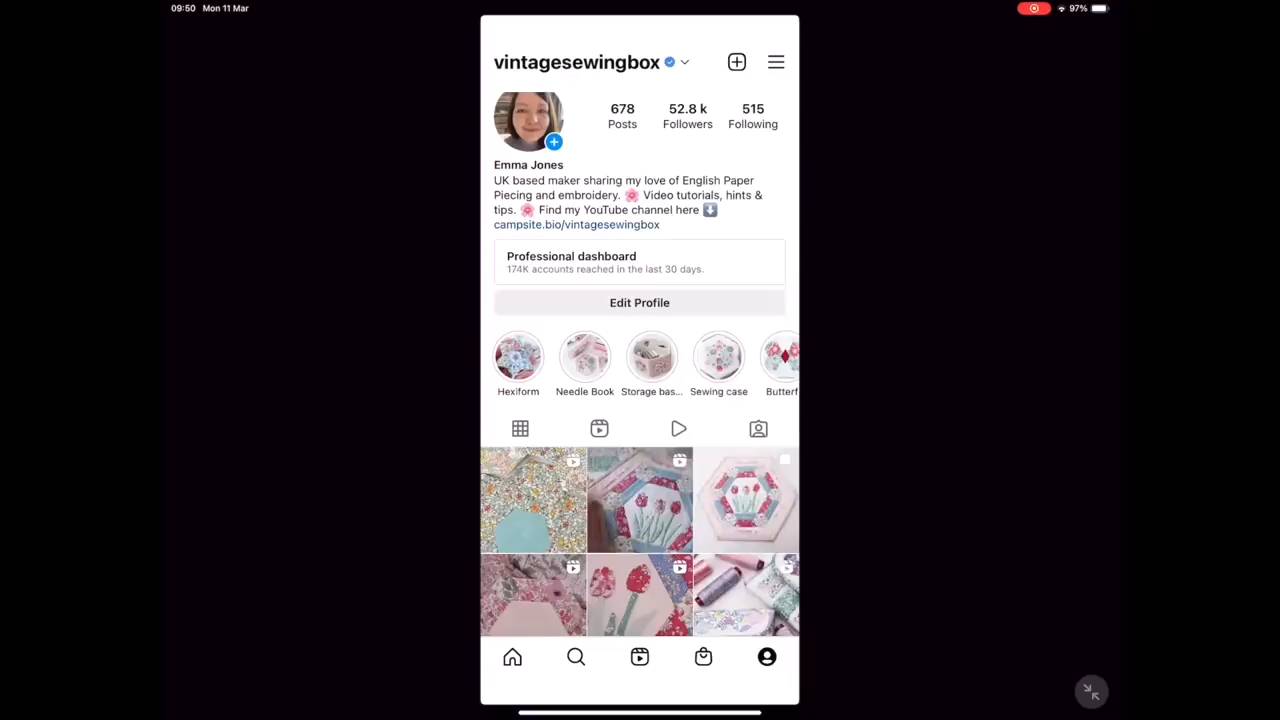 09:50 Mon 11 Mar
97%
vintagesewingbox
678 52.8 k 515
Posts Followers Following
Emma Jones
UK based maker sharing my love of English Paper
Piecing and embroidery. 🌸 Video tutorials, hints &
tips. 🌸 Find my YouTube channel here ⬇️
campsite.bio/vintagesewingbox
Professional dashboard
174K accounts reached in the last 30 days.
Edit Profile
Hexiform Needle Book Storage bas... Sewing case Butterf